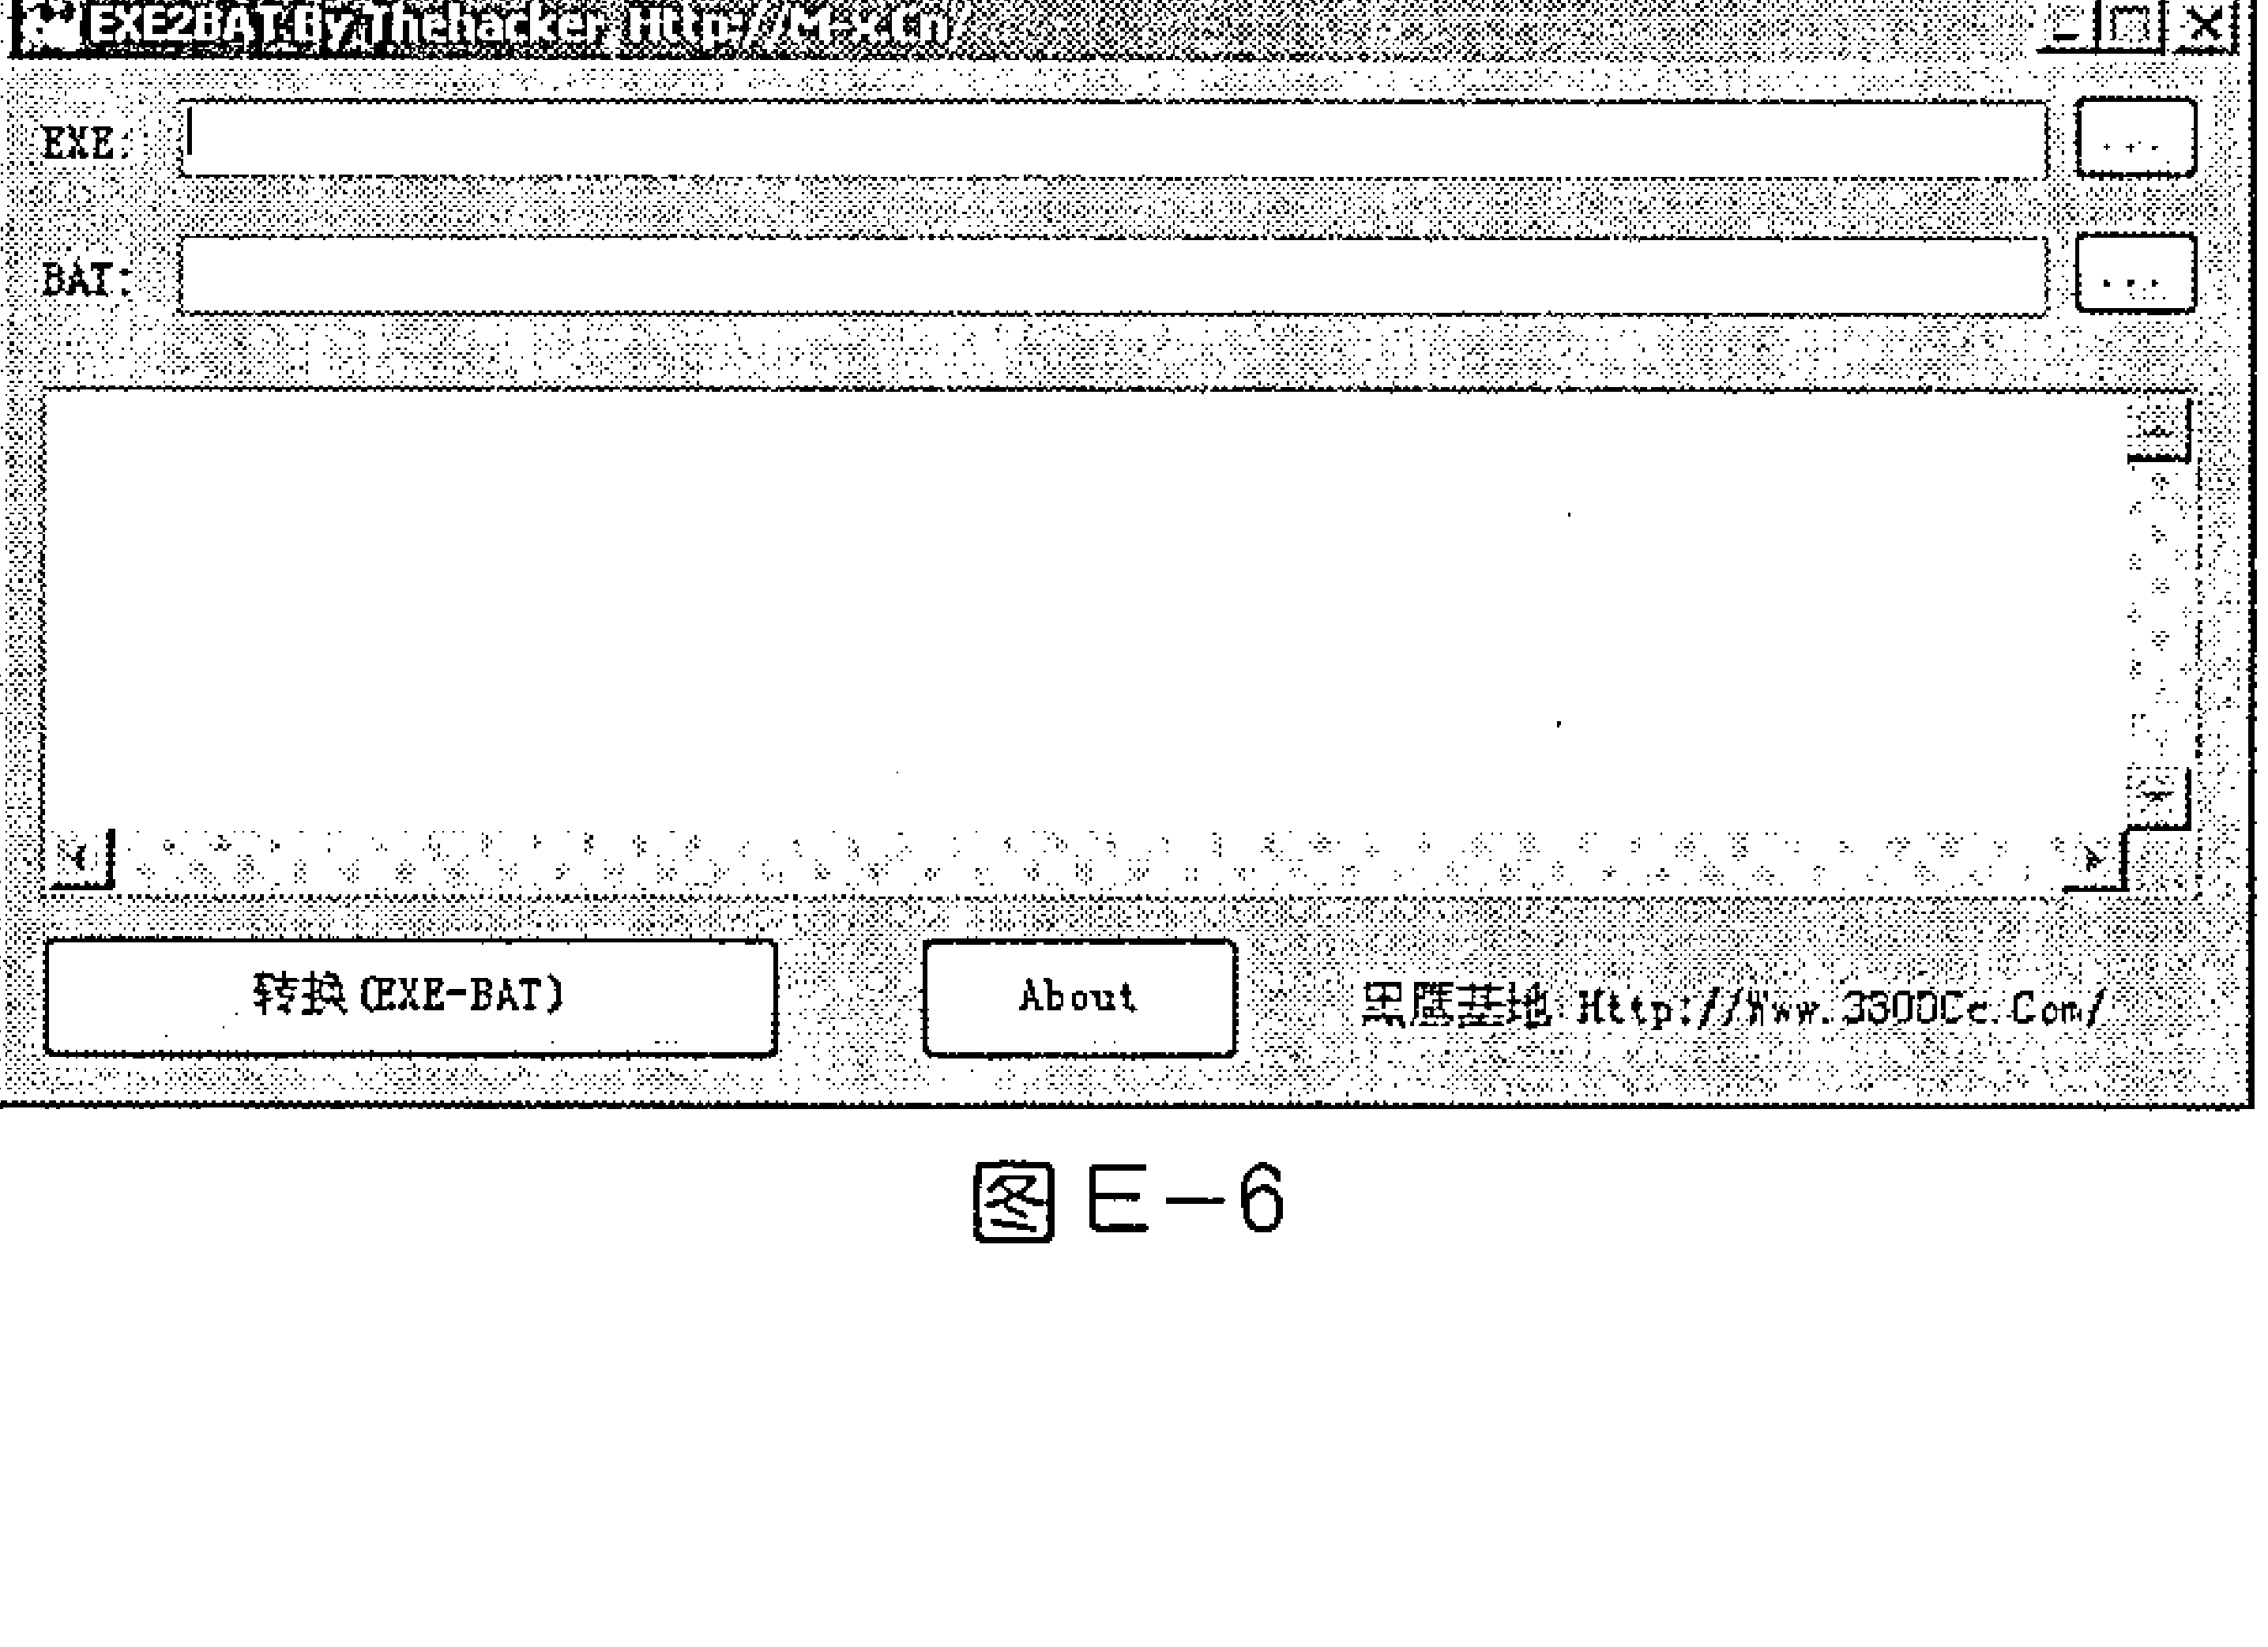 EXE2BAT By Thehacker Http://M-x.Cn/
EXE:
...
BAT:
...
转换(EXE-BAT)
About
黑鹰基地 Http://Www.3300Cc.Com/
图 E-6